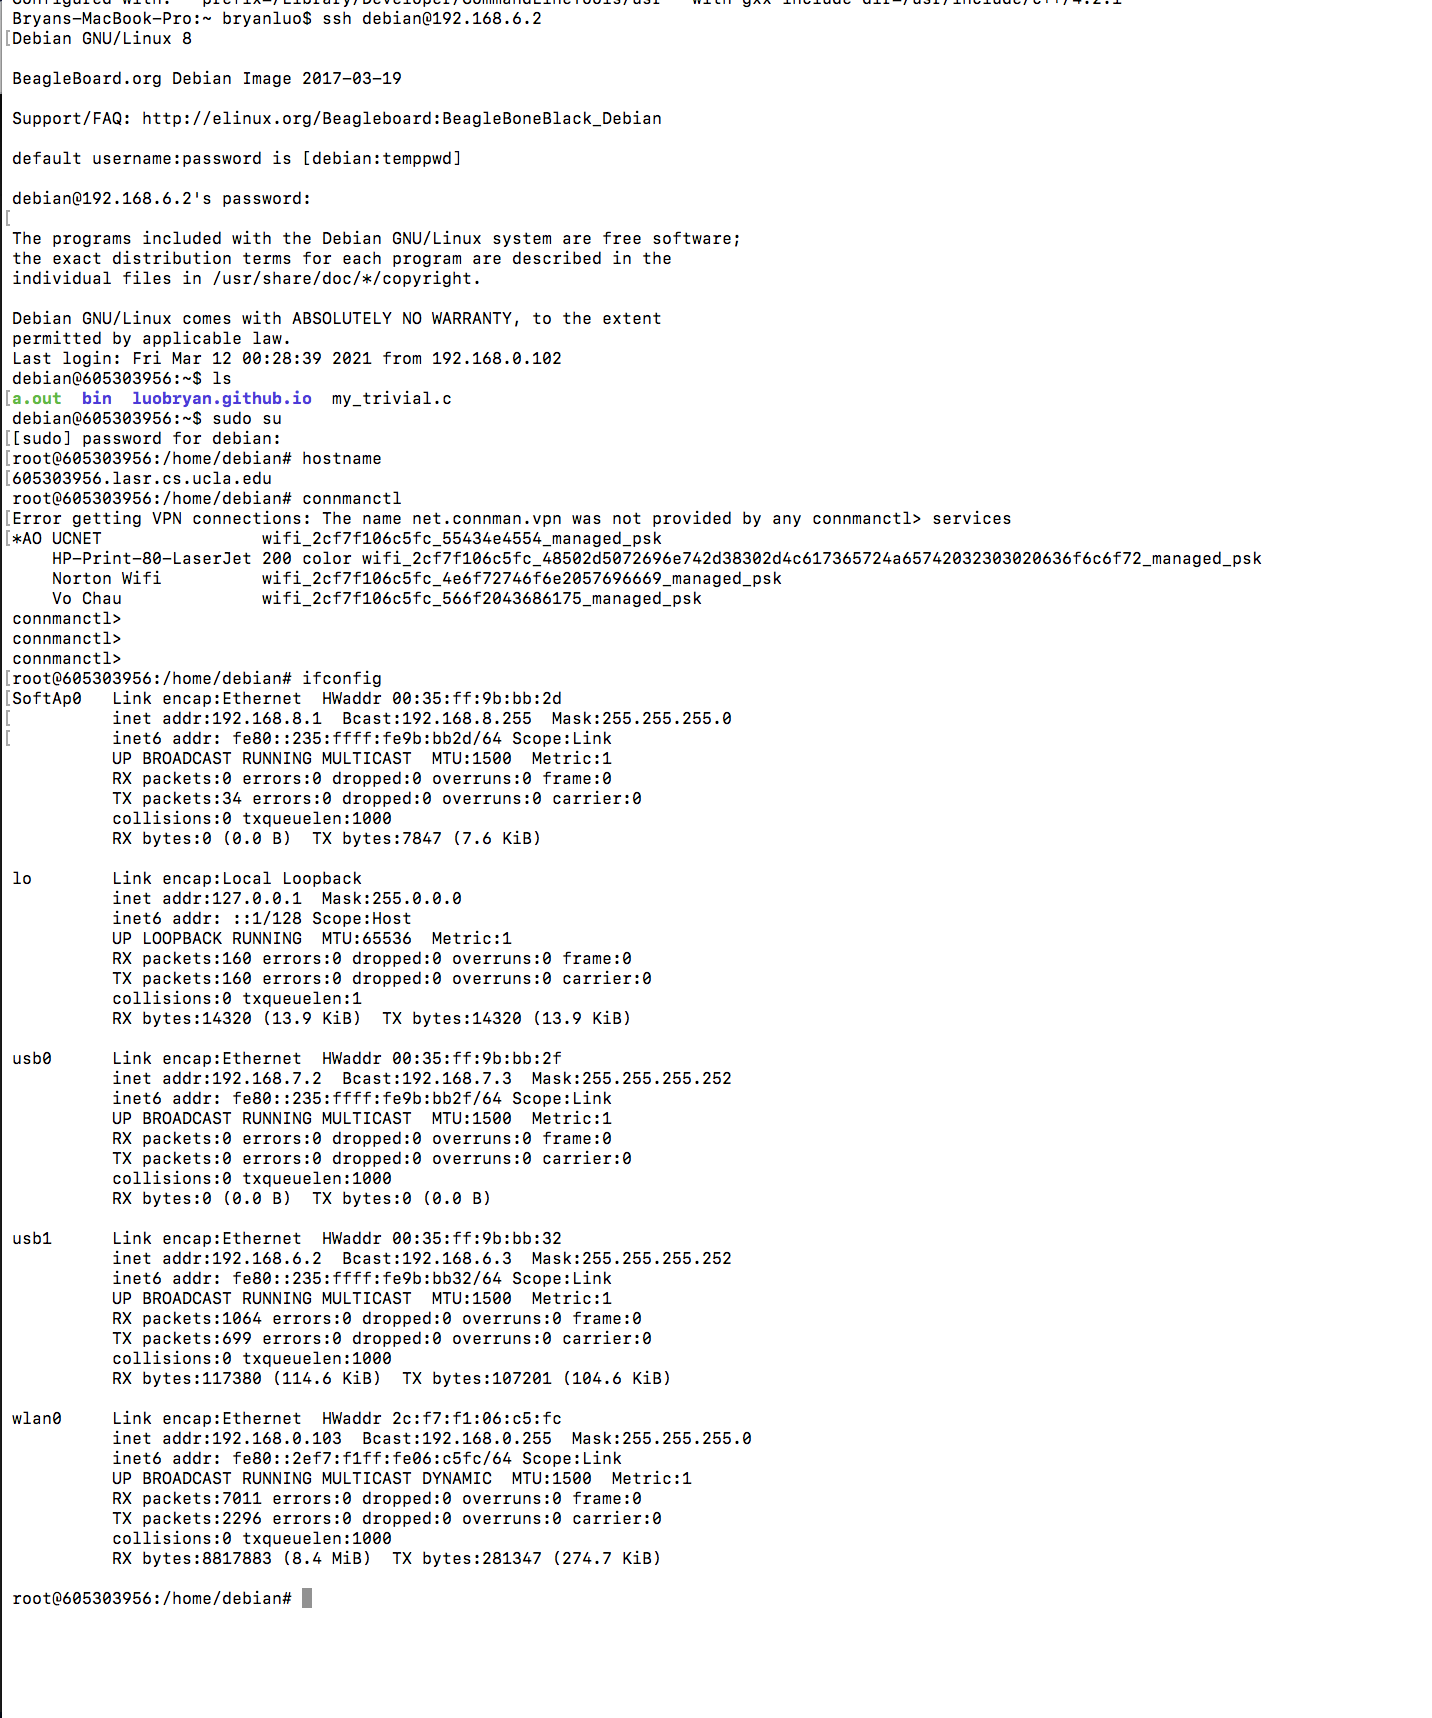 Configured with: --prefix=/Library/Developer/CommandLineTools/usr --with-gxx-include-dir=/usr/include/c++/4.2.1
Bryans-MacBook-Pro:~ bryanluo$ ssh debian@192.168.6.2
[Debian GNU/Linux 8

BeagleBoard.org Debian Image 2017-03-19

Support/FAQ: http://elinux.org/Beagleboard:BeagleBoneBlack_Debian

default username:password is [debian:temppwd]

debian@192.168.6.2's password:
[
The programs included with the Debian GNU/Linux system are free software;
the exact distribution terms for each program are described in the
individual files in /usr/share/doc/*/copyright.

Debian GNU/Linux comes with ABSOLUTELY NO WARRANTY, to the extent
permitted by applicable law.
Last login: Fri Mar 12 00:28:39 2021 from 192.168.0.102
debian@605303956:~$ ls
[a.out  bin  luobryan.github.io  my_trivial.c
debian@605303956:~$ sudo su
[[sudo] password for debian:
[root@605303956:/home/debian# hostname
[605303956.lasr.cs.ucla.edu
root@605303956:/home/debian# connmanctl
[Error getting VPN connections: The name net.connman.vpn was not provided by any connmanctl> services
[*AO UCNET                wifi_2cf7f106c5fc_55434e4554_managed_psk
    HP-Print-80-LaserJet 200 color wifi_2cf7f106c5fc_48502d5072696e742d38302d4c617365724a65742032303020636f6c6f72_managed_psk
    Norton Wifi          wifi_2cf7f106c5fc_4e6f72746f6e2057696669_managed_psk
    Vo Chau              wifi_2cf7f106c5fc_566f2043686175_managed_psk
connmanctl>
connmanctl>
connmanctl>
[root@605303956:/home/debian# ifconfig
[SoftAp0   Link encap:Ethernet  HWaddr 00:35:ff:9b:bb:2d
[          inet addr:192.168.8.1  Bcast:192.168.8.255  Mask:255.255.255.0
[          inet6 addr: fe80::235:ffff:fe9b:bb2d/64 Scope:Link
          UP BROADCAST RUNNING MULTICAST  MTU:1500  Metric:1
          RX packets:0 errors:0 dropped:0 overruns:0 frame:0
          TX packets:34 errors:0 dropped:0 overruns:0 carrier:0
          collisions:0 txqueuelen:1000
          RX bytes:0 (0.0 B)  TX bytes:7847 (7.6 KiB)

lo        Link encap:Local Loopback
          inet addr:127.0.0.1  Mask:255.0.0.0
          inet6 addr: ::1/128 Scope:Host
          UP LOOPBACK RUNNING  MTU:65536  Metric:1
          RX packets:160 errors:0 dropped:0 overruns:0 frame:0
          TX packets:160 errors:0 dropped:0 overruns:0 carrier:0
          collisions:0 txqueuelen:1
          RX bytes:14320 (13.9 KiB)  TX bytes:14320 (13.9 KiB)

usb0      Link encap:Ethernet  HWaddr 00:35:ff:9b:bb:2f
          inet addr:192.168.7.2  Bcast:192.168.7.3  Mask:255.255.255.252
          inet6 addr: fe80::235:ffff:fe9b:bb2f/64 Scope:Link
          UP BROADCAST RUNNING MULTICAST  MTU:1500  Metric:1
          RX packets:0 errors:0 dropped:0 overruns:0 frame:0
          TX packets:0 errors:0 dropped:0 overruns:0 carrier:0
          collisions:0 txqueuelen:1000
          RX bytes:0 (0.0 B)  TX bytes:0 (0.0 B)

usb1      Link encap:Ethernet  HWaddr 00:35:ff:9b:bb:32
          inet addr:192.168.6.2  Bcast:192.168.6.3  Mask:255.255.255.252
          inet6 addr: fe80::235:ffff:fe9b:bb32/64 Scope:Link
          UP BROADCAST RUNNING MULTICAST  MTU:1500  Metric:1
          RX packets:1064 errors:0 dropped:0 overruns:0 frame:0
          TX packets:699 errors:0 dropped:0 overruns:0 carrier:0
          collisions:0 txqueuelen:1000
          RX bytes:117380 (114.6 KiB)  TX bytes:107201 (104.6 KiB)

wlan0     Link encap:Ethernet  HWaddr 2c:f7:f1:06:c5:fc
          inet addr:192.168.0.103  Bcast:192.168.0.255  Mask:255.255.255.0
          inet6 addr: fe80::2ef7:f1ff:fe06:c5fc/64 Scope:Link
          UP BROADCAST RUNNING MULTICAST DYNAMIC  MTU:1500  Metric:1
          RX packets:7011 errors:0 dropped:0 overruns:0 frame:0
          TX packets:2296 errors:0 dropped:0 overruns:0 carrier:0
          collisions:0 txqueuelen:1000
          RX bytes:8817883 (8.4 MiB)  TX bytes:281347 (274.7 KiB)

root@605303956:/home/debian#